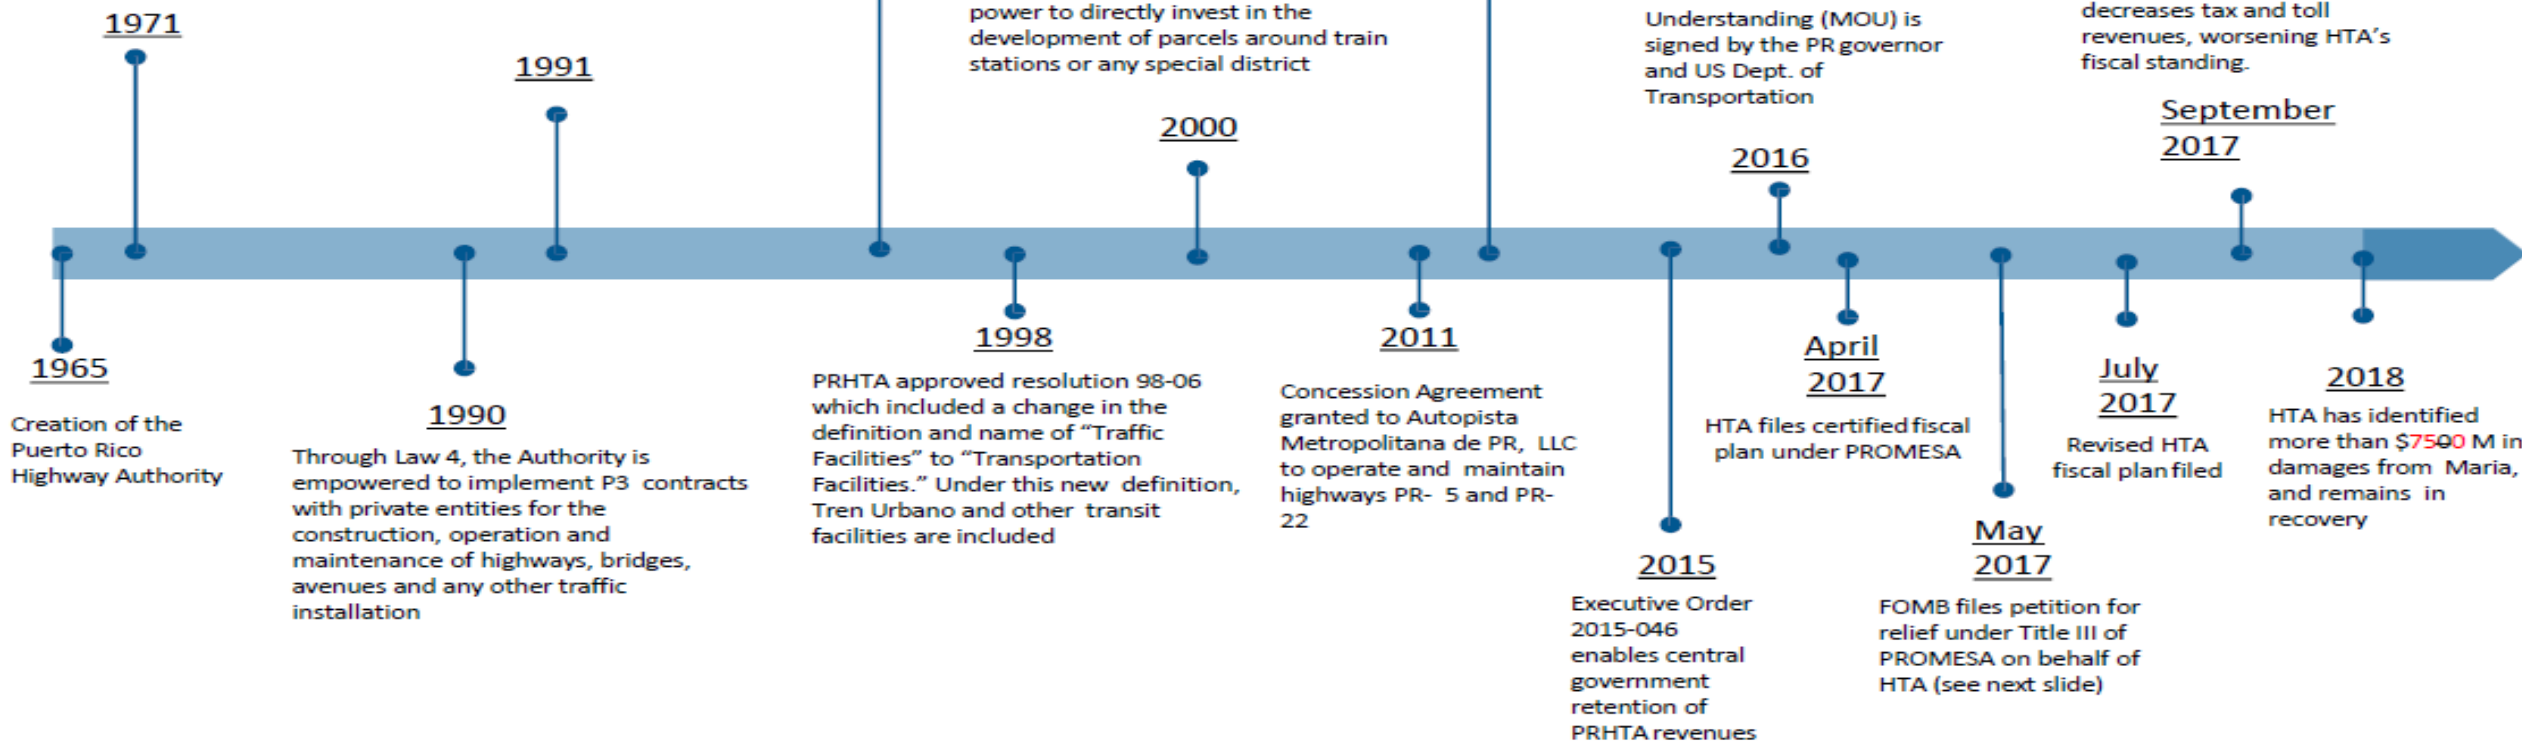 1971
1991
power to directly invest in the
development of parcels around train
stations or any special district
2000
Understanding (MOU) is
signed by the PR governor
and US Dept. of
Transportation
2016
decreases tax and toll
revenues, worsening HTA’s
fiscal standing.
September
2017
1965
Creation of the
Puerto Rico
Highway Authority
1990
Through Law 4, the Authority is
empowered to implement P3 contracts
with private entities for the
construction, operation and
maintenance of highways, bridges,
avenues and any other traffic
installation
1998
PRHTA approved resolution 98-06
which included a change in the
definition and name of “Traffic
Facilities” to “Transportation
Facilities.” Under this new definition,
Tren Urbano and other transit
facilities are included
2011
Concession Agreement
granted to Autopista
Metropolitana de PR, LLC
to operate and maintain
highways PR- 5 and PR-
22
2015
Executive Order
2015-046
enables central
government
retention of
PRHTA revenues
April
2017
HTA files certified fiscal
plan under PROMESA
May
2017
FOMB files petition for
relief under Title III of
PROMESA on behalf of
HTA (see next slide)
July
2017
Revised HTA
fiscal plan filed
2018
HTA has identified
more than $7500 M in
damages from Maria,
and remains in
recovery